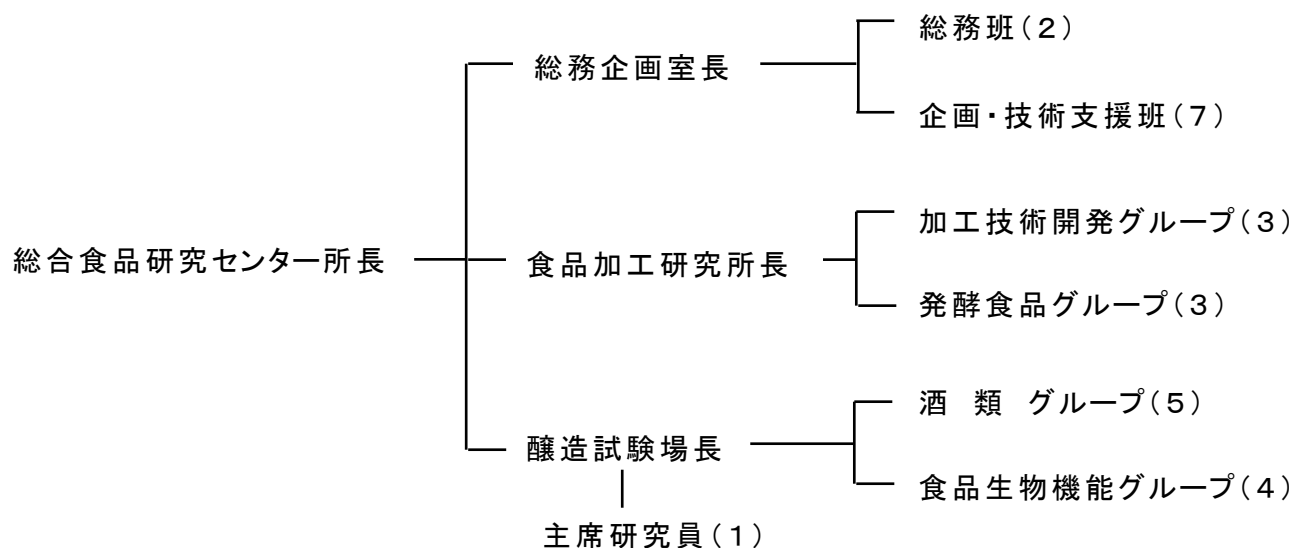 総務班(2)
総務企画室長
企画・技術支援班(7)
加工技術開発グループ(3)
総合食品研究センター所長
食品加工研究所長
発酵食品グループ(3)
酒 類 グループ(5)
醸造試験場長
食品生物機能グループ(4)
主席研究員(1)